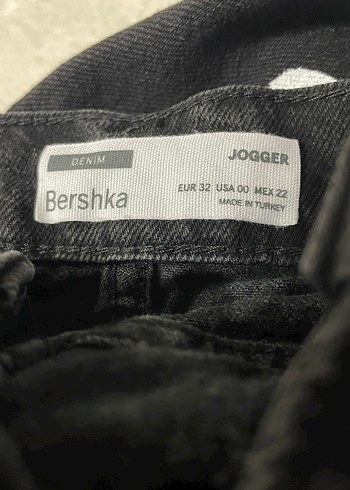 DENIM
JOGGER
Bershka
EUR 32 USA 00 MEX 22
MADE IN TURKEY